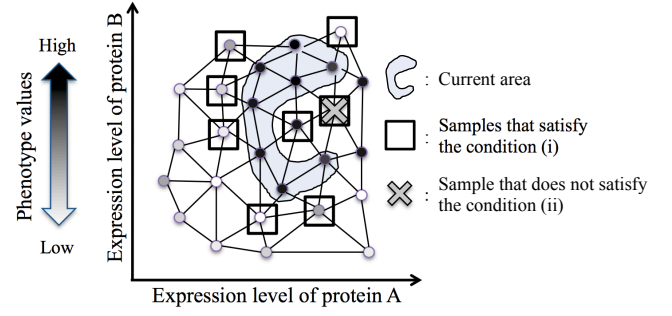 High
Phenotype values
Low
Expression level of protein B
Expression level of protein A
: Current area
: Samples that satisfy
the condition (i)
: Sample that does not satisfy
the condition (ii)